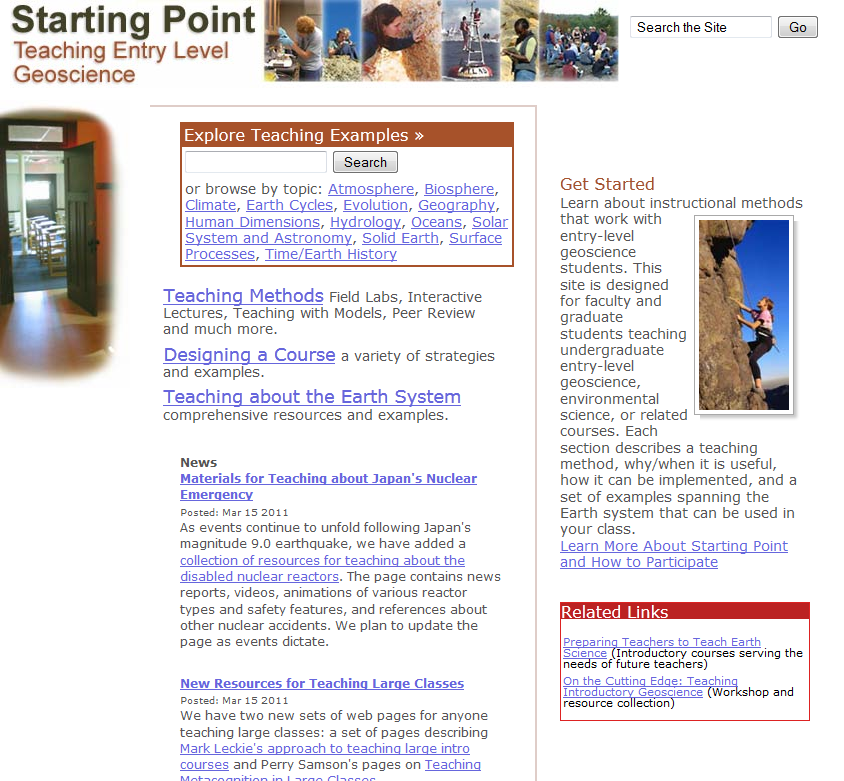 Starting Point
Teaching Entry Level
Geoscience
Search the Site
Go
Explore Teaching Examples »
Search
or browse by topic: Atmosphere, Biosphere,
Climate, Earth Cycles, Evolution, Geography,
Human Dimensions, Hydrology, Oceans, Solar
System and Astronomy, Solid Earth, Surface
Processes, Time/Earth History
Teaching Methods Field Labs, Interactive
Lectures, Teaching with Models, Peer Review
and much more.
Designing a Course a variety of strategies
and examples.
Teaching about the Earth System
comprehensive resources and examples.
News
Materials for Teaching about Japan's Nuclear
Emergency
Posted: Mar 15 2011
As events continue to unfold following Japan's
magnitude 9.0 earthquake, we have added a
collection of resources for teaching about the
disabled nuclear reactors. The page contains news
reports, videos, animations of various reactor
types and safety features, and references about
other nuclear accidents. We plan to update the
page as events dictate.
New Resources for Teaching Large Classes
Posted: Mar 15 2011
We have two new sets of web pages for anyone
teaching large classes: a set of pages describing
Mark Leckie's approach to teaching large intro
courses and Perry Samson's pages on Teaching
Metacognition in Large Classes
Get Started
Learn about instructional methods
that work with
entry-level
geoscience
students. This
site is designed
for faculty and
graduate
students teaching
undergraduate
entry-level
geoscience,
environmental
science, or related
courses. Each
section describes a teaching
method, why/when it is useful,
how it can be implemented, and a
set of examples spanning the
Earth system that can be used in
your class.
Learn More About Starting Point
and How to Participate
Related Links
Preparing Teachers to Teach Earth
Science (Introductory courses serving the
needs of future teachers)
On the Cutting Edge: Teaching
Introductory Geoscience (Workshop and
resource collection)